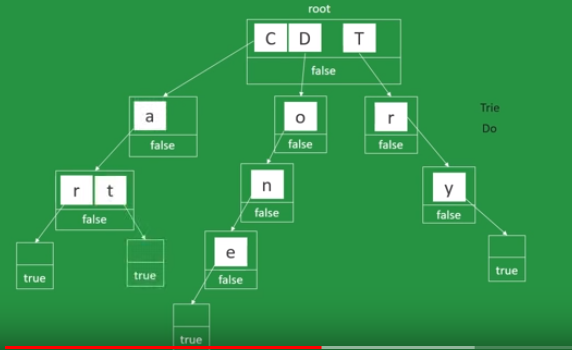 root
C D T
false
a
false
o
false
r
false
Trie
Do
r t
false
n
false
y
false
true
true
e
false
true
true